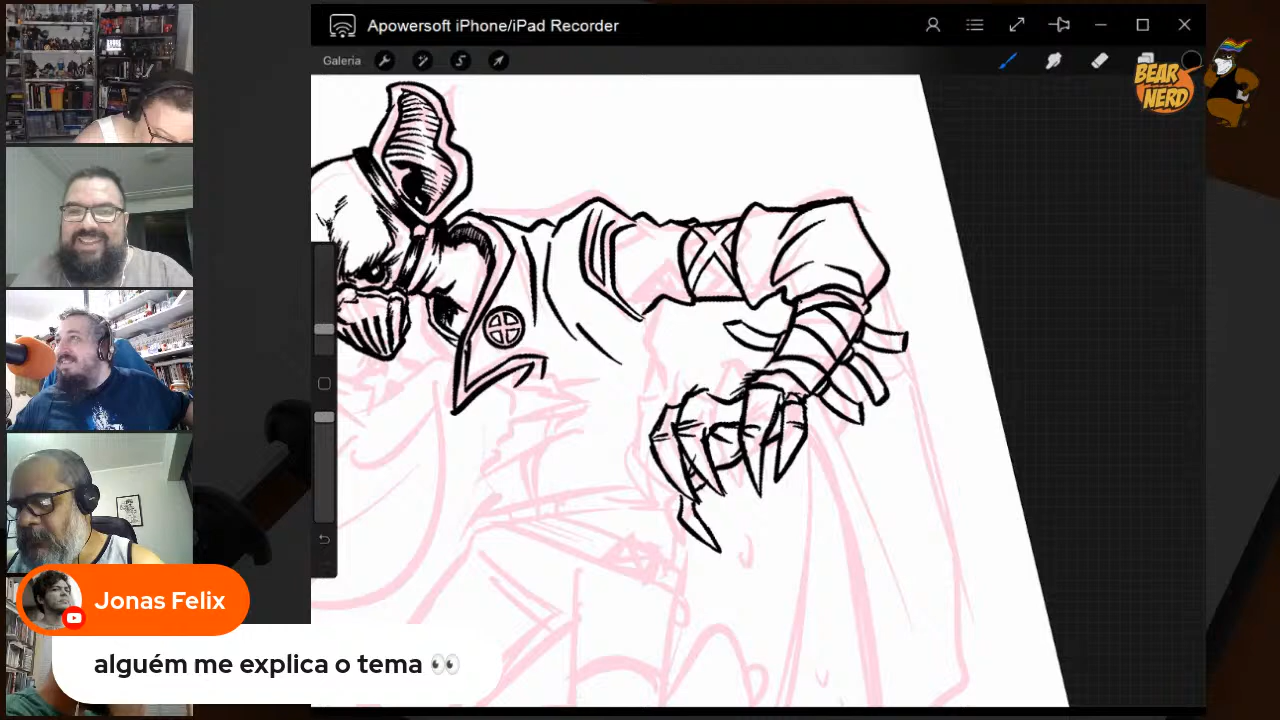 Apowersoft iPhone/iPad Recorder
Galeria
BEAR
NERD
Jonas Felix
alguém me explica o tema 👀